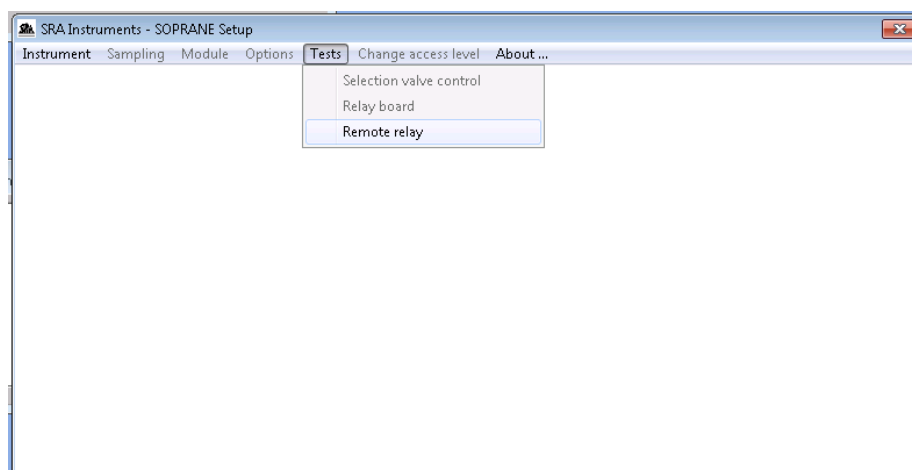 SRA Instruments - SOPRANE Setup
Instrument Sampling Module Options Tests Change access level About ...
Selection valve control
Relay board
Remote relay